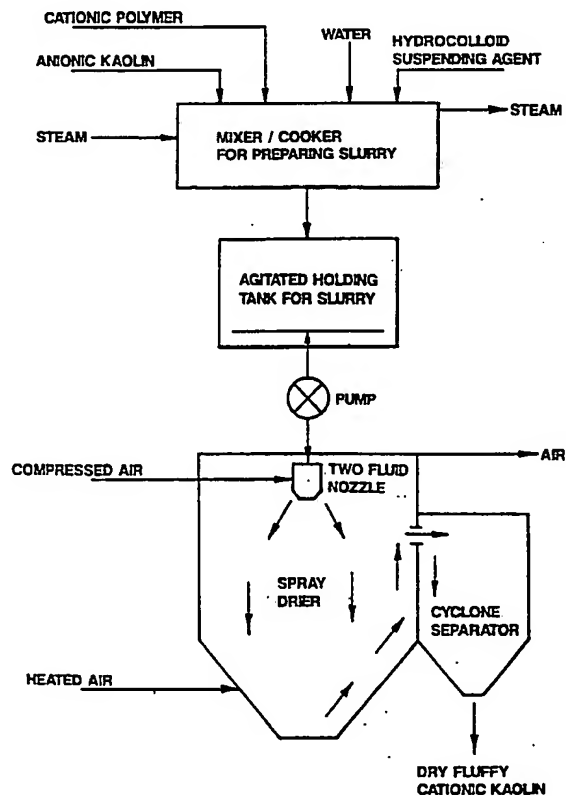 CATIONIC POLYMER
ANIONIC KAOLIN
WATER
HYDROCOLLOID
SUSPENDING AGENT
STEAM
STEAM
MIXER / COOKER
FOR PREPARING SLURRY
AGITATED HOLDING
TANK FOR SLURRY
PUMP
AIR
COMPRESSED AIR
TWO FLUID
NOZZLE
SPRAY
DRIER
CYCLONE
SEPARATOR
HEATED AIR
DRY FLUFFY
CATIONIC KAOLIN